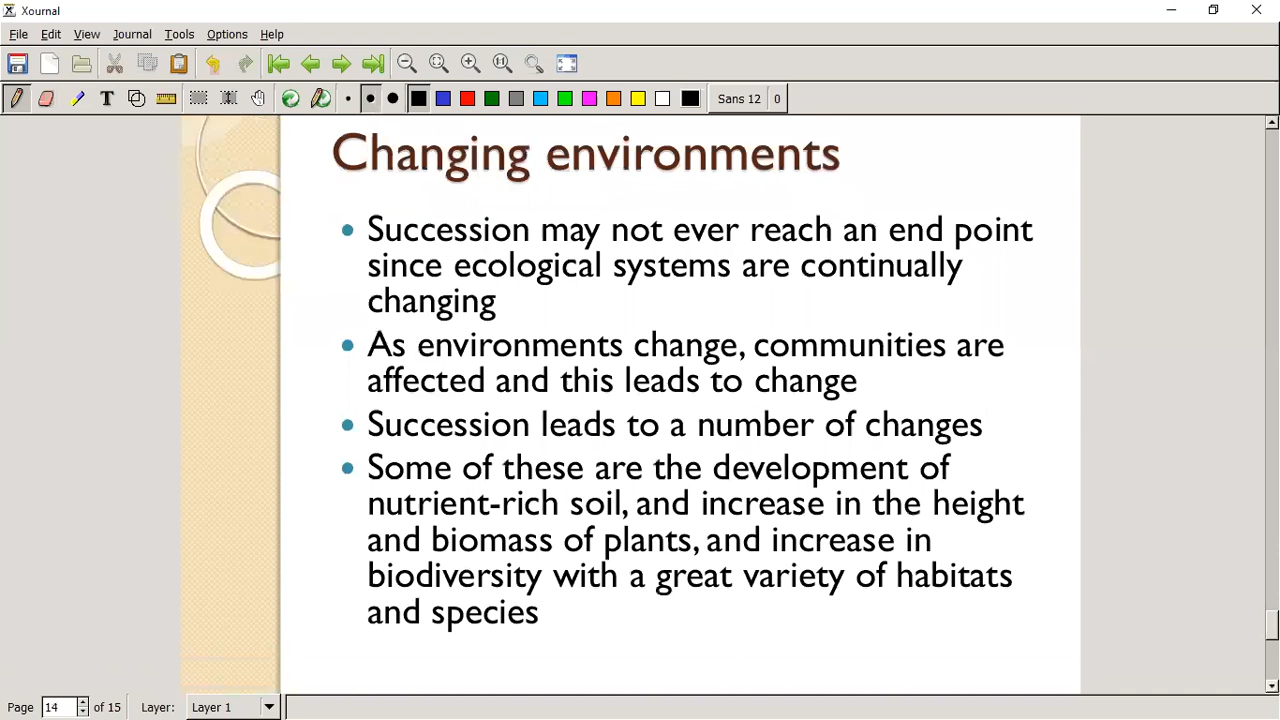 Xournal
File Edit View Journal Tools Options Help
Sans 12 0
Changing environments
Succession may not ever reach an end point
since ecological systems are continually
changing
As environments change, communities are
affected and this leads to change
Succession leads to a number of changes
Some of these are the development of
nutrient-rich soil, and increase in the height
and biomass of plants, and increase in
biodiversity with a great variety of habitats
and species
Page 14 of 15 Layer: Layer 1